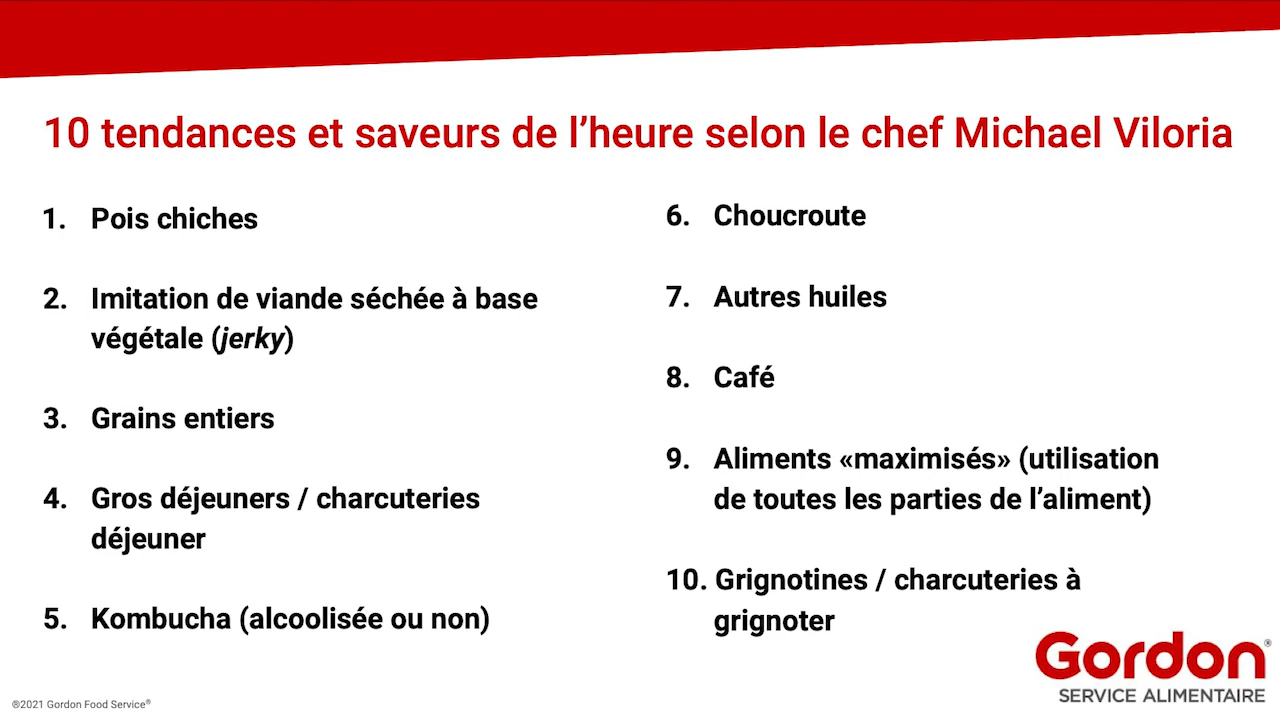 10 tendances et saveurs de l’heure selon le chef Michael Viloria
1. Pois chiches
2. Imitation de viande séchée à base
végétale (jerky)
3. Grains entiers
4. Gros déjeuners / charcuteries
déjeuner
5. Kombucha (alcoolisée ou non)
6. Choucroute
7. Autres huiles
8. Café
9. Aliments «maximisés» (utilisation
de toutes les parties de l’aliment)
10. Grignotines / charcuteries à
grignoter
Gordon®
SERVICE ALIMENTAIRE
®2021 Gordon Food Service®